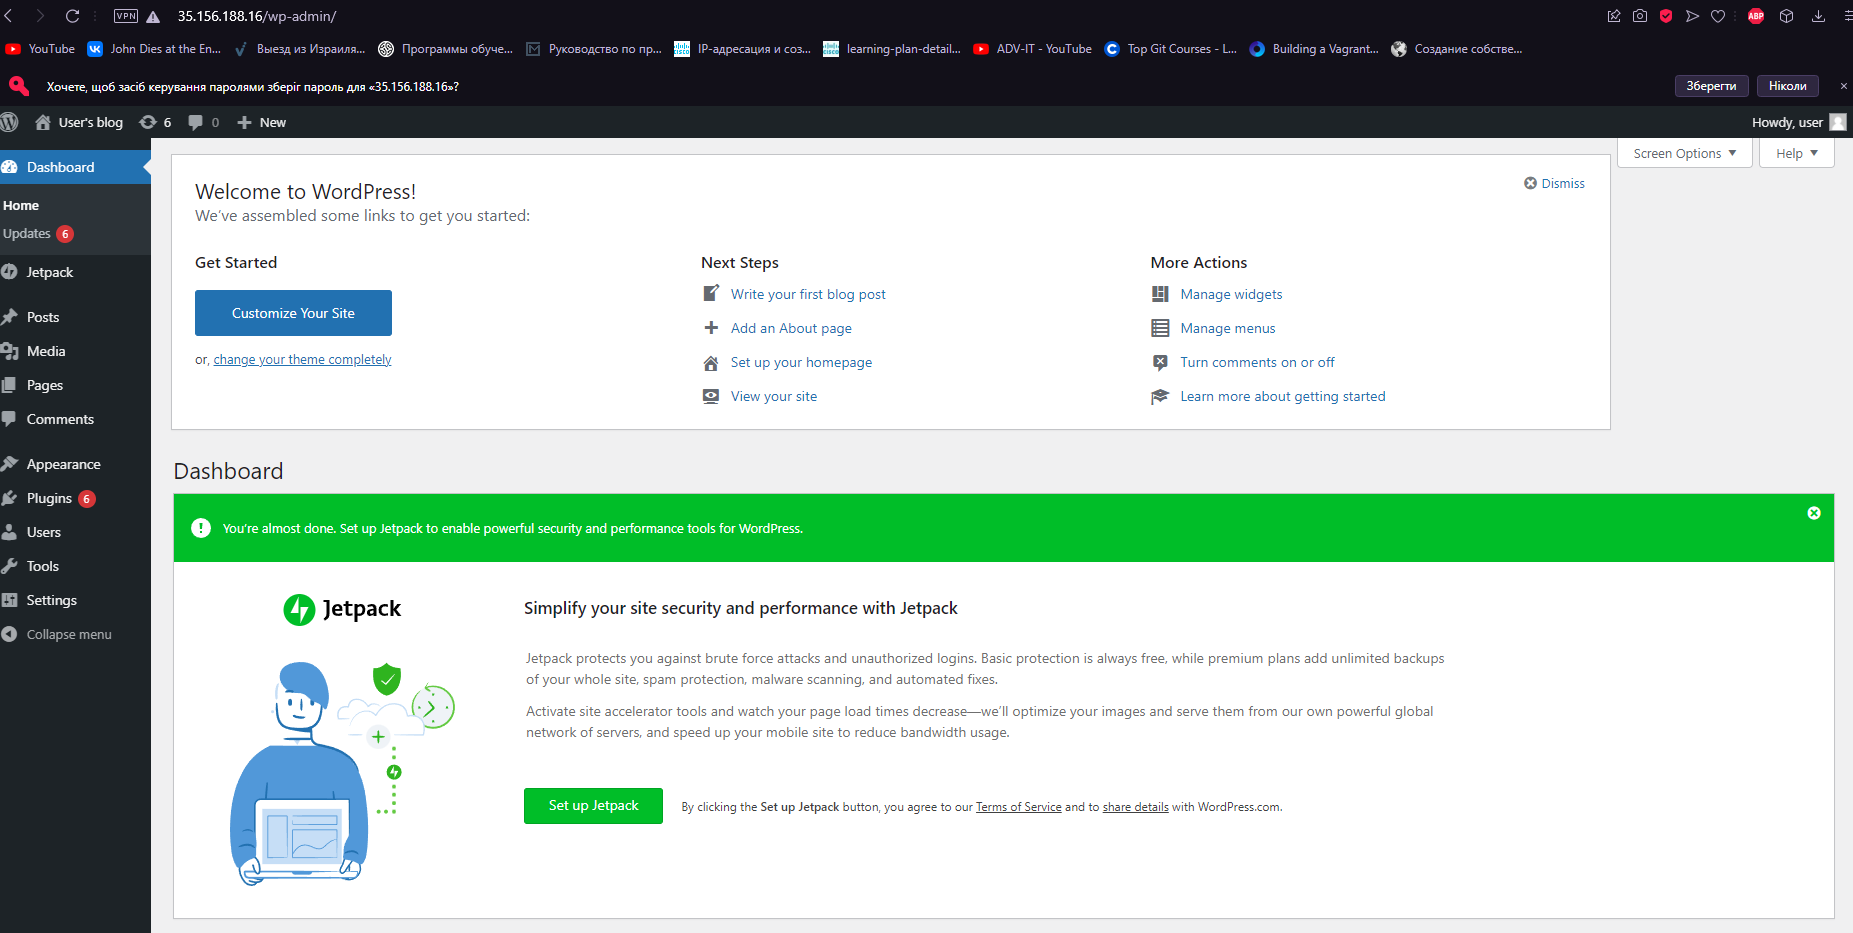 VPN
35.156.188.16/wp-admin/
ABP
YouTube
John Dies at the En...
Выезд из Израиля...
Программы обуче...
Руководство по пр...
IP-адресация и соз...
learning-plan-detail...
ADV-IT - YouTube
Top Git Courses - L...
Building a Vagrant...
Создание собстве...
Хочете, щоб засіб керування паролями зберіг пароль для «35.156.188.16»?
Зберегти
Ніколи
User's blog
6
0
New
Howdy, user
Dashboard
Home
Updates 6
Jetpack
Posts
Media
Pages
Comments
Appearance
Plugins 6
Users
Tools
Settings
Collapse menu
Screen Options
Help
Welcome to WordPress!
Dismiss
We've assembled some links to get you started:
Get Started
Customize Your Site
or, change your theme completely
Next Steps
Write your first blog post
Add an About page
Set up your homepage
View your site
More Actions
Manage widgets
Manage menus
Turn comments on or off
Learn more about getting started
Dashboard
You're almost done. Set up Jetpack to enable powerful security and performance tools for WordPress.
Jetpack
Simplify your site security and performance with Jetpack
Jetpack protects you against brute force attacks and unauthorized logins. Basic protection is always free, while premium plans add unlimited backups
of your whole site, spam protection, malware scanning, and automated fixes.
Activate site accelerator tools and watch your page load times decrease—we'll optimize your images and serve them from our own powerful global
network of servers, and speed up your mobile site to reduce bandwidth usage.
Set up Jetpack
By clicking the Set up Jetpack button, you agree to our Terms of Service and to share details with WordPress.com.